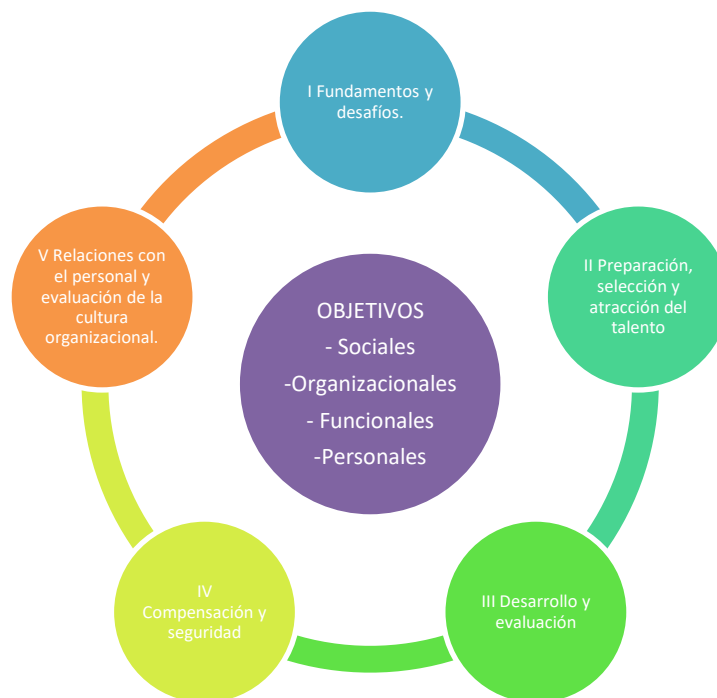 I Fundamentos y
desafíos.
II Preparación,
selección y
atracción del
talento
III Desarrollo y
evaluación
IV
Compensación y
seguridad
V Relaciones con
el personal y
evaluación de la
cultura
organizacional.
OBJETIVOS
- Sociales
-Organizacionales
- Funcionales
-Personales